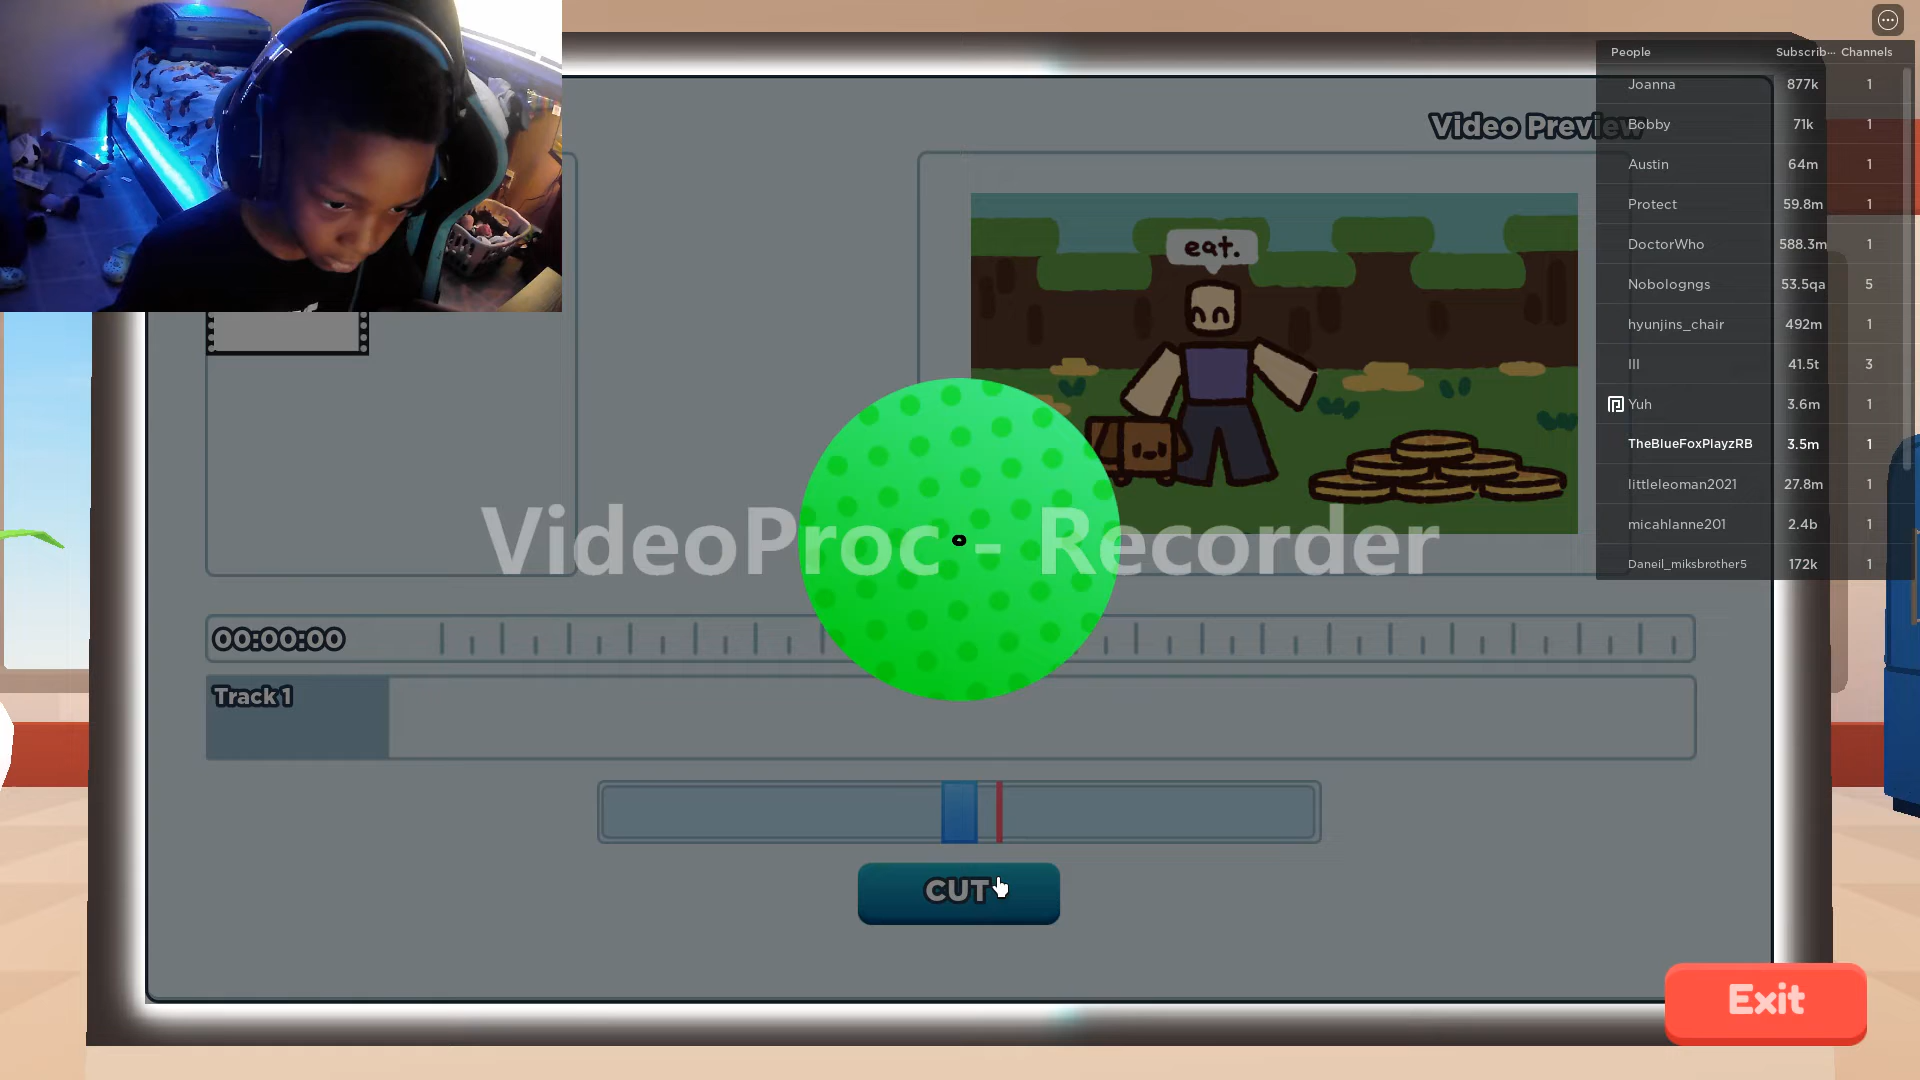 People Subscrib··· Channels
Joanna 877k 1
Video Preview
Bobby 71k 1
Austin 64m 1
Protect 59.8m 1
DoctorWho 588.3m 1
eat.
Nobologngs 53.5qa 5
hyunjins_chair 492m 1
III 41.5t 3
Yuh 3.6m 1
TheBlueFoxPlayzRB 3.5m 1
littleleoman2021 27.8m 1
micahlanne201 2.4b 1
Daneil_miksbrother5 172k 1
VideoProc - Recorder
00:00:00
Track 1
CUT
Exit